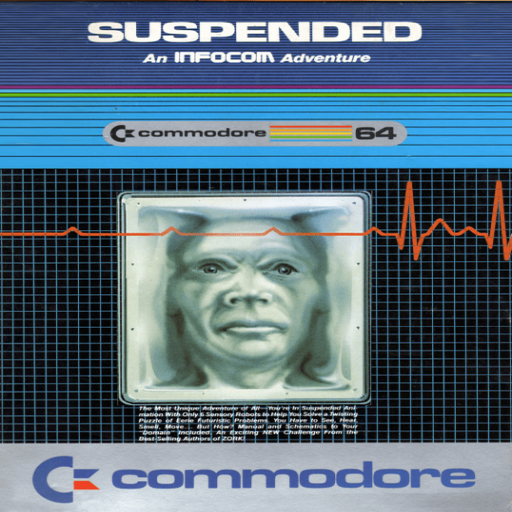 SUSPENDED
An INFOCOM Adventure
commodore 64
The Most Unique Adventure of All—You're In Suspended Ani-
mation With Only 6 Sensory Robots to Help You Solve a Twisting
Puzzle of Eerie Futuristic Problems. You Have to See, Hear,
Smell, Move... But How? Manual and Schematics to Your
"Domain" Included. An Exciting NEW Challenge From the
Best-Selling Authors of ZORK!
commodore